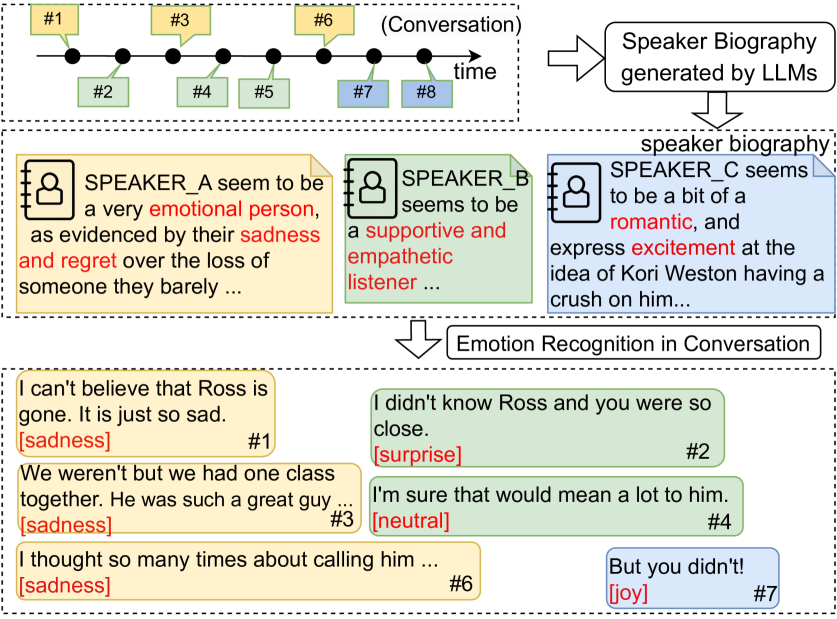 #1
#3
#6
(Conversation)
time
#2
#4
#5
#7
#8
Speaker Biography
generated by LLMs
speaker biography
SPEAKER_A seem to be
a very emotional person,
as evidenced by their sadness
and regret over the loss of
someone they barely ...
SPEAKER_B
seems to be
a supportive and
empathetic
listener ...
SPEAKER_C seems
to be a bit of a
romantic, and
express excitement at the
idea of Kori Weston having a
crush on him...
Emotion Recognition in Conversation
I can't believe that Ross is
gone. It is just so sad.
[sadness]
#1
I didn't know Ross and you were so
close.
[surprise]
#2
We weren't but we had one class
together. He was such a great guy ...
[sadness]
#3
I'm sure that would mean a lot to him.
[neutral]
#4
I thought so many times about calling him ...
[sadness]
#6
But you didn't!
[joy]
#7